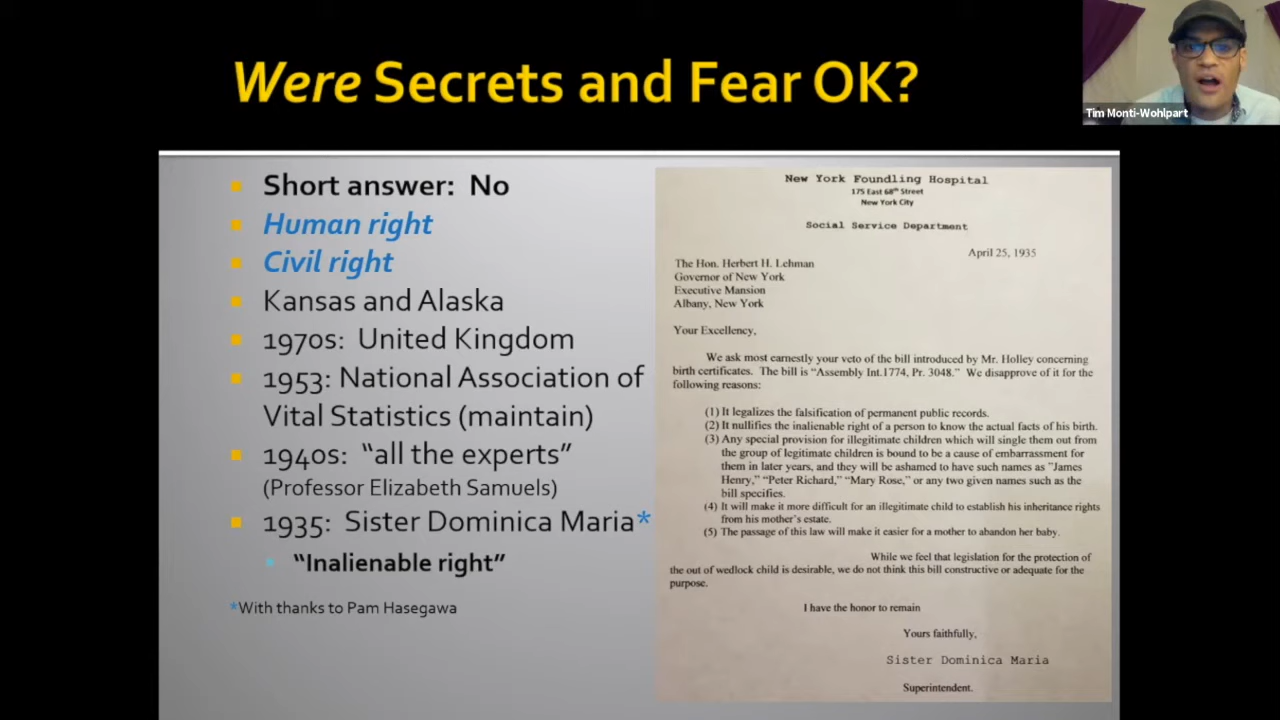 Were Secrets and Fear OK?
Tim Monti-Wohlpart
Short answer: No
Human right
Civil right
Kansas and Alaska
1970s: United Kingdom
1953: National Association of
Vital Statistics (maintain)
1940s: “all the experts”
(Professor Elizabeth Samuels)
1935: Sister Dominica Maria*
“Inalienable right”
*With thanks to Pam Hasegawa
New York Foundling Hospital
175 East 68th Street
New York City
Social Service Department
April 25, 1935
The Hon. Herbert H. Lehman
Governor of New York
Executive Mansion
Albany, New York
Your Excellency,
We ask most earnestly your veto of the bill introduced by Mr. Holley concerning
birth certificates. The bill is “Assembly Int.1774, Pr. 3048.” We disapprove of it for the
following reasons:
(1) It legalizes the falsification of permanent public records.
(2) It nullifies the inalienable right of a person to know the actual facts of his birth.
(3) Any special provision for illegitimate children which will single them out from
the group of legitimate children is bound to be a cause of embarrassment for
them in later years, and they will be ashamed to have such names as "James
Henry,” “Peter Richard,” “Mary Rose,” or any two given names such as the
bill specifies.
(4) It will make it more difficult for an illegitimate child to establish his inheritance rights
from his mother's estate.
(5) The passage of this law will make it easier for a mother to abandon her baby.
While we feel that legislation for the protection of
the out of wedlock child is desirable, we do not think this bill constructive or adequate for the
purpose.
I have the honor to remain
Yours faithfully,
Sister Dominica Maria
Superintendent.